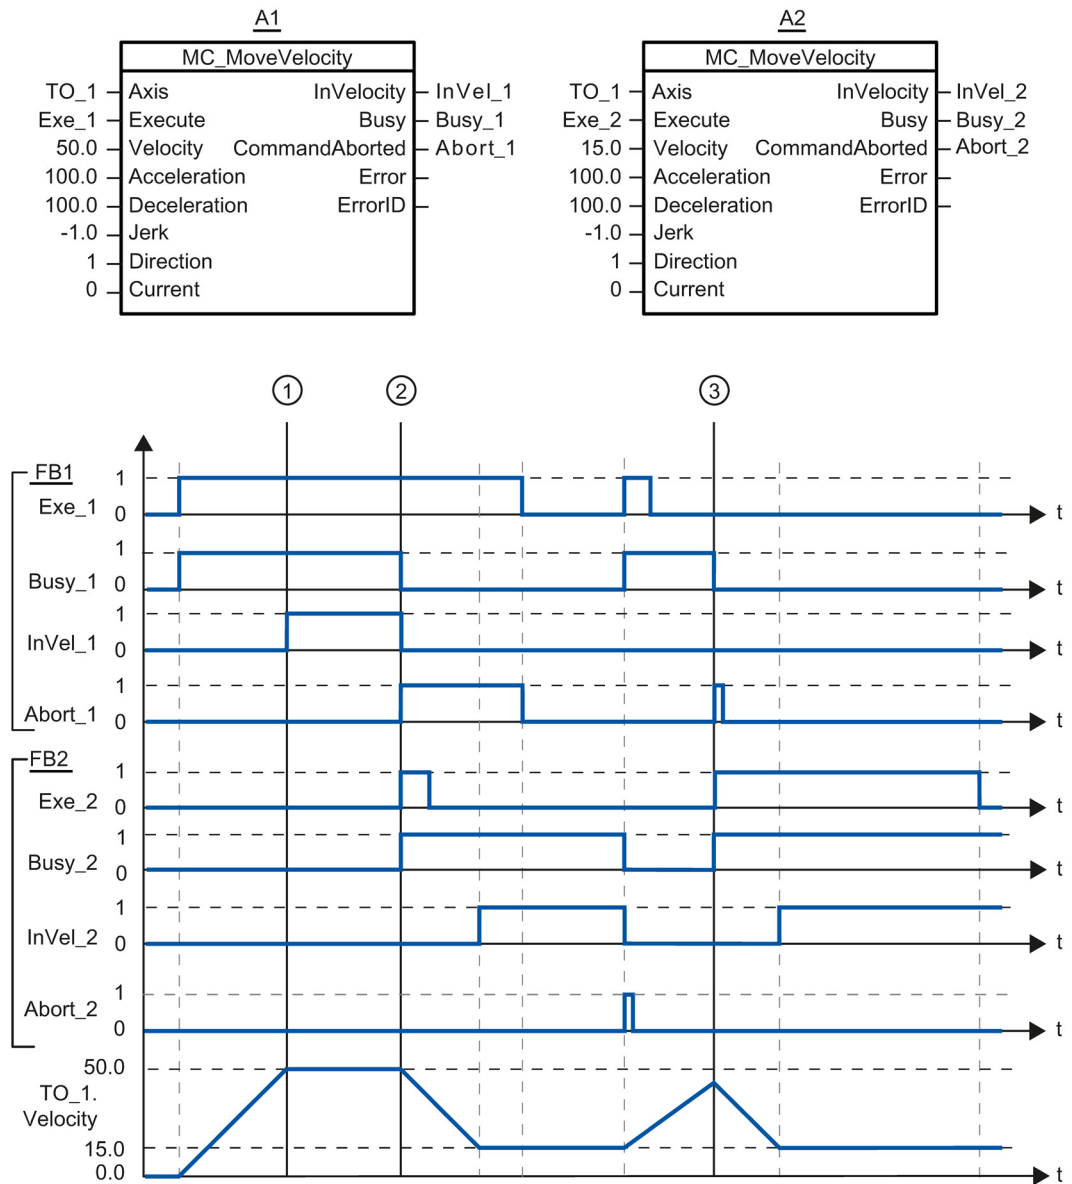 A1
MC_MoveVelocity
TO_1 Axis InVelocity InVel_1
Exe_1 Execute Busy Busy_1
50.0 Velocity CommandAborted Abort_1
100.0 Acceleration Error
100.0 Deceleration ErrorID
-1.0 Jerk
1 Direction
0 Current
A2
MC_MoveVelocity
TO_1 Axis InVelocity InVel_2
Exe_2 Execute Busy Busy_2
15.0 Velocity CommandAborted Abort_2
100.0 Acceleration Error
100.0 Deceleration ErrorID
-1.0 Jerk
1 Direction
0 Current
1 2 3
FB1
1
Exe_1 0 t
1
Busy_1 0 t
1
InVel_1 0 t
1
Abort_1 0 t
FB2
1
Exe_2 0 t
1
Busy_2 0 t
1
InVel_2 0 t
1
Abort_2 0 t
50.0
TO_1.
Velocity
15.0
0.0 t